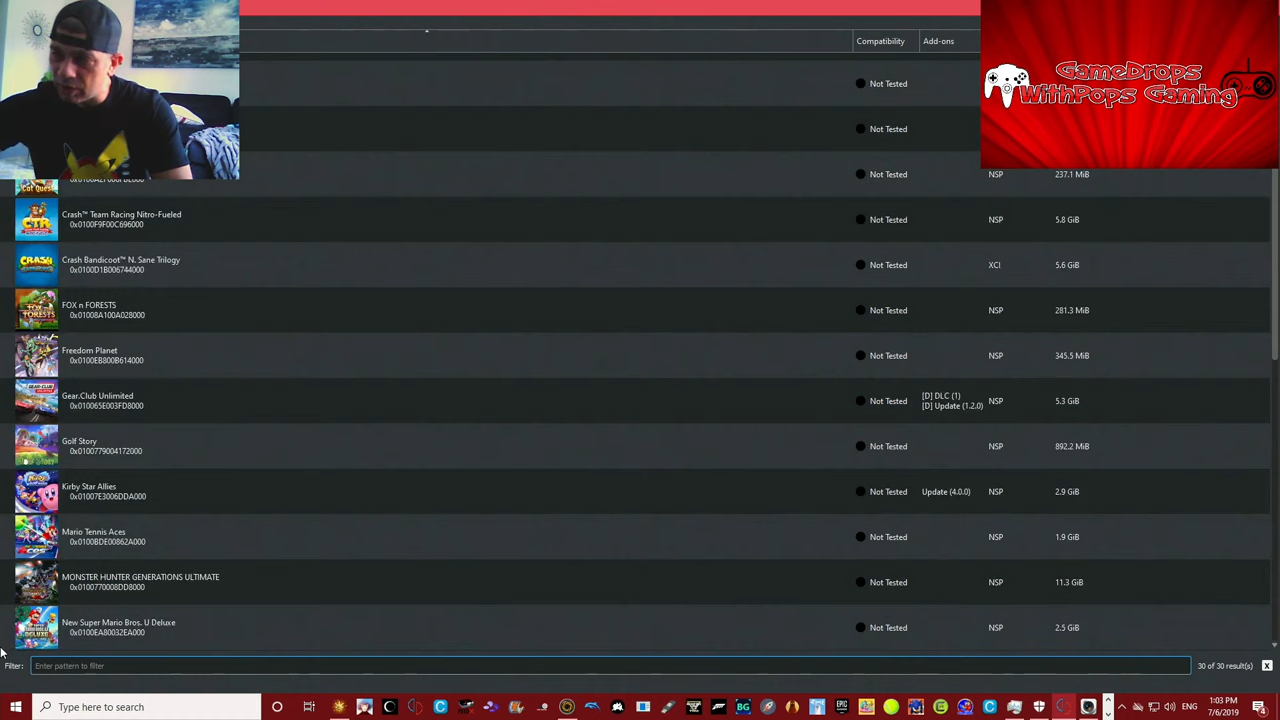 Compatibility Add-ons
GameDrops
WithPops Gaming
Not Tested
Not Tested
Cat Quest
Not Tested NSP 237.1 MiB
Crash™ Team Racing Nitro-Fueled
0x0100F9F00C696000
Not Tested NSP 5.8 GiB
Crash Bandicoot™ N. Sane Trilogy
0x0100D1B006744000
Not Tested XCI 5.6 GiB
FOX n FORESTS
0x01008A100A028000
Not Tested NSP 281.3 MiB
Freedom Planet
0x0100EB800B614000
Not Tested NSP 345.5 MiB
Gear.Club Unlimited
0x010065E003FD8000
Not Tested [D] DLC (1)
[D] Update (1.2.0) NSP 5.3 GiB
Golf Story
0x0100779004172000
Not Tested NSP 892.2 MiB
Kirby Star Allies
0x01007E3006DDA000
Not Tested Update (4.0.0) NSP 2.9 GiB
Mario Tennis Aces
0x0100BDE00862A000
Not Tested NSP 1.9 GiB
MONSTER HUNTER GENERATIONS ULTIMATE
0x0100770008DD8000
Not Tested NSP 11.3 GiB
New Super Mario Bros. U Deluxe
0x0100EA80032EA000
Not Tested NSP 2.5 GiB
Filter: Enter pattern to filter 30 of 30 result(s) X
Type here to search
ENG
1:03 PM
7/6/2019